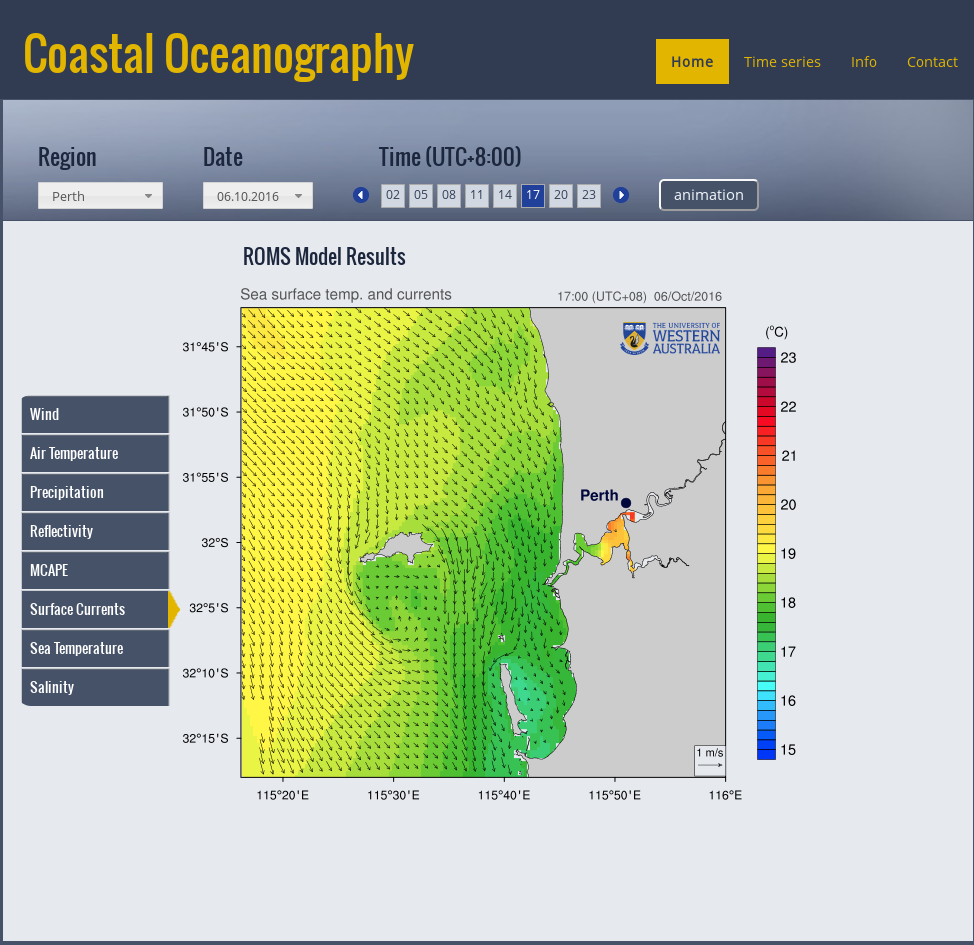 Coastal Oceanography
Home Time series Info Contact
Region Date Time (UTC+8:00)
Perth 06.10.2016 02 05 08 11 14 17 20 23 animation
ROMS Model Results
Sea surface temp. and currents 17:00 (UTC+08) 06/Oct/2016
THE UNIVERSITY OF
WESTERN
AUSTRALIA
(°C)
31°45'S
31°50'S
31°55'S
32°S
32°5'S
32°10'S
32°15'S
Wind
Air Temperature
Precipitation
Reflectivity
MCAPE
Surface Currents
Sea Temperature
Salinity
Perth
23
22
21
20
19
18
17
16
15
1 m/s
115°20'E 115°30'E 115°40'E 115°50'E 116°E